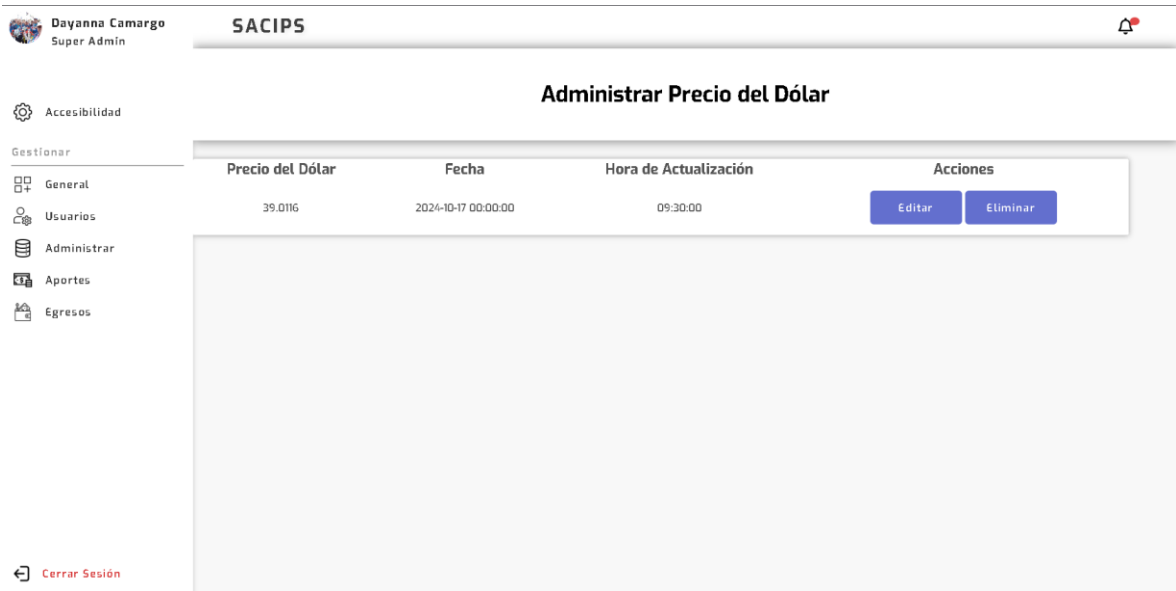 Dayanna Camargo
Super Admin
SACIPS
Accesibilidad
Gestionar
General
Usuarios
Administrar
Aportes
Egresos
Cerrar Sesión
Administrar Precio del Dólar
Precio del Dólar Fecha Hora de Actualización Acciones
39.0116 2024-10-17 00:00:00 09:30:00 Editar Eliminar